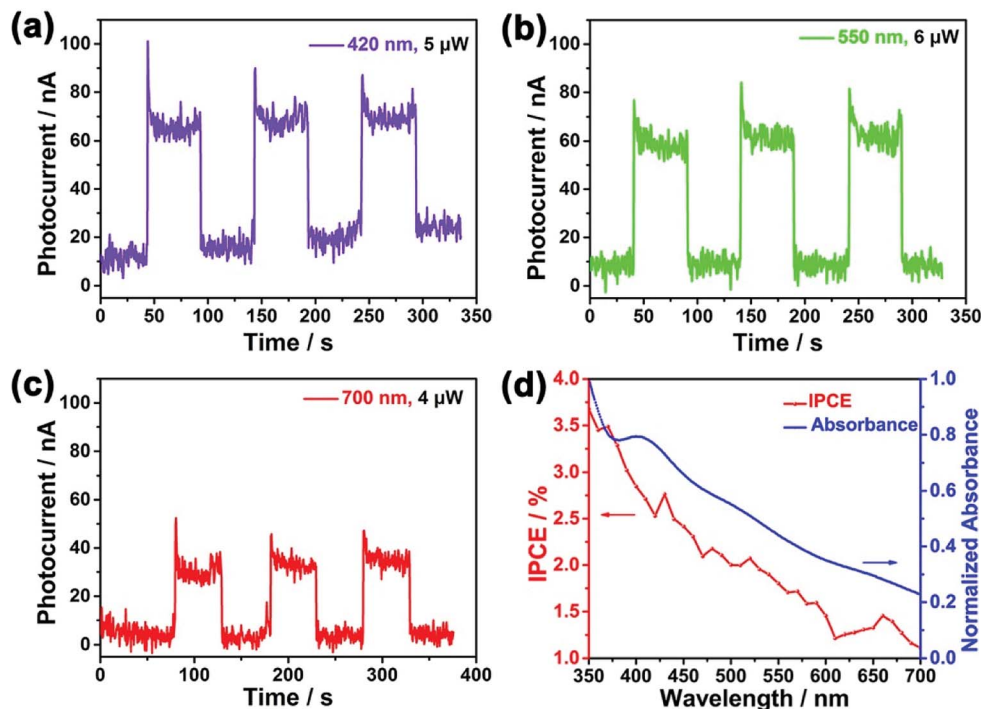 (a)
420 nm, 5 µW
Photocurrent / nA
100
80
60
40
20
0
0 50 100 150 200 250 300 350
Time / s
(b)
550 nm, 6 µW
Photocurrent / nA
100
80
60
40
20
0
0 50 100 150 200 250 300 350
Time / s
(c)
700 nm, 4 µW
Photocurrent / nA
100
80
60
40
20
0
0 100 200 300 400
Time / s
(d)
IPCE
Absorbance
IPCE / %
4.0
3.5
3.0
2.5
2.0
1.5
1.0
Normalized Absorbance
1.0
0.8
0.6
0.4
0.2
0.0
350 400 450 500 550 600 650 700
Wavelength / nm